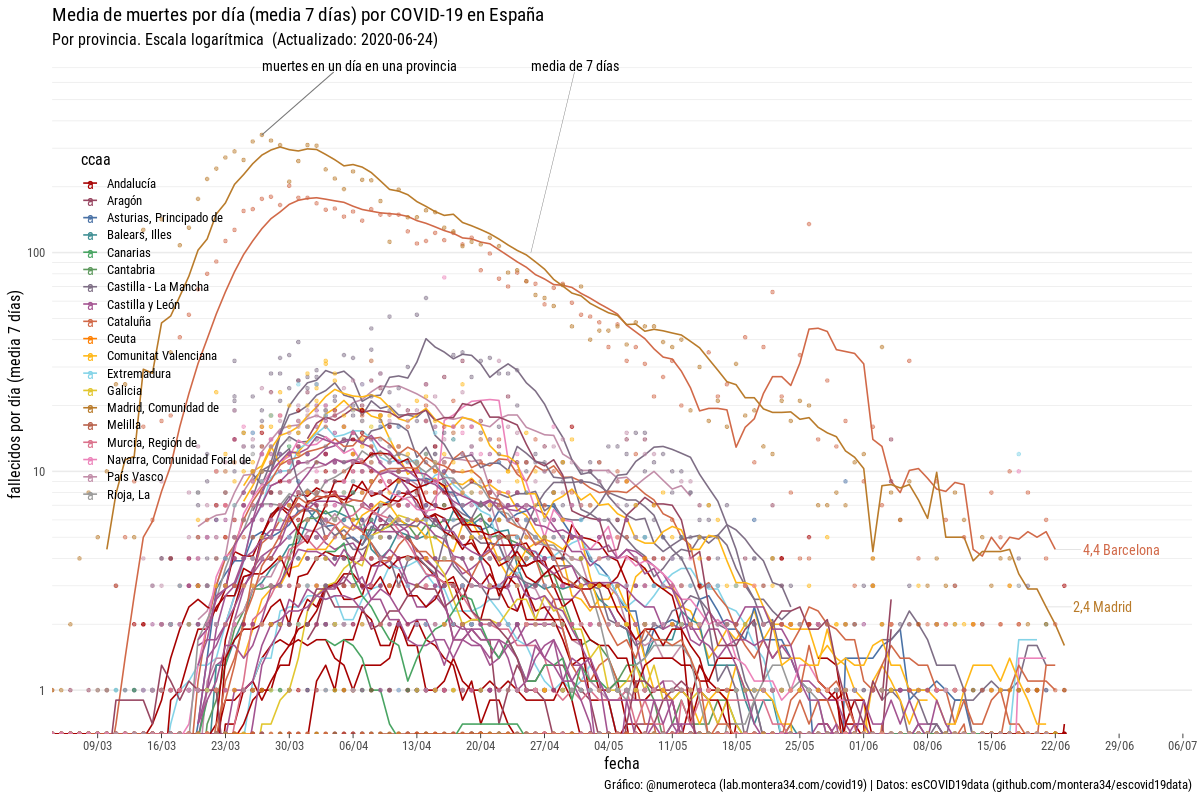 Media de muertes por día (media 7 días) por COVID-19 en España
Por provincia. Escala logarítmica (Actualizado: 2020-06-24)
muertes en un día en una provincia
media de 7 días
ccaa
Andalucía
Aragón
Asturias, Principado de
Balears, Illes
Canarias
Cantabria
Castilla - La Mancha
Castilla y León
Cataluña
Ceuta
Comunitat Valenciana
Extremadura
Galicia
Madrid, Comunidad de
Melilla
Murcia, Región de
Navarra, Comunidad Foral de
País Vasco
Rioja, La
fallecidos por día (media 7 días)
100
10
1
4,4 Barcelona
2,4 Madrid
09/03 16/03 23/03 30/03 06/04 13/04 20/04 27/04 04/05 11/05 18/05 25/05 01/06 08/06 15/06 22/06 29/06 06/07
fecha
Gráfico: @numeroteca (lab.montera34.com/covid19) | Datos: esCOVID19data (github.com/montera34/escovid19data)